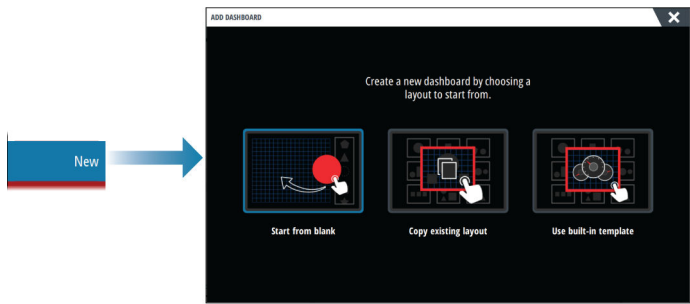 ADD DASHBOARD
Create a new dashboard by choosing a
layout to start from.
New
Start from blank
Copy existing layout
Use built-in template